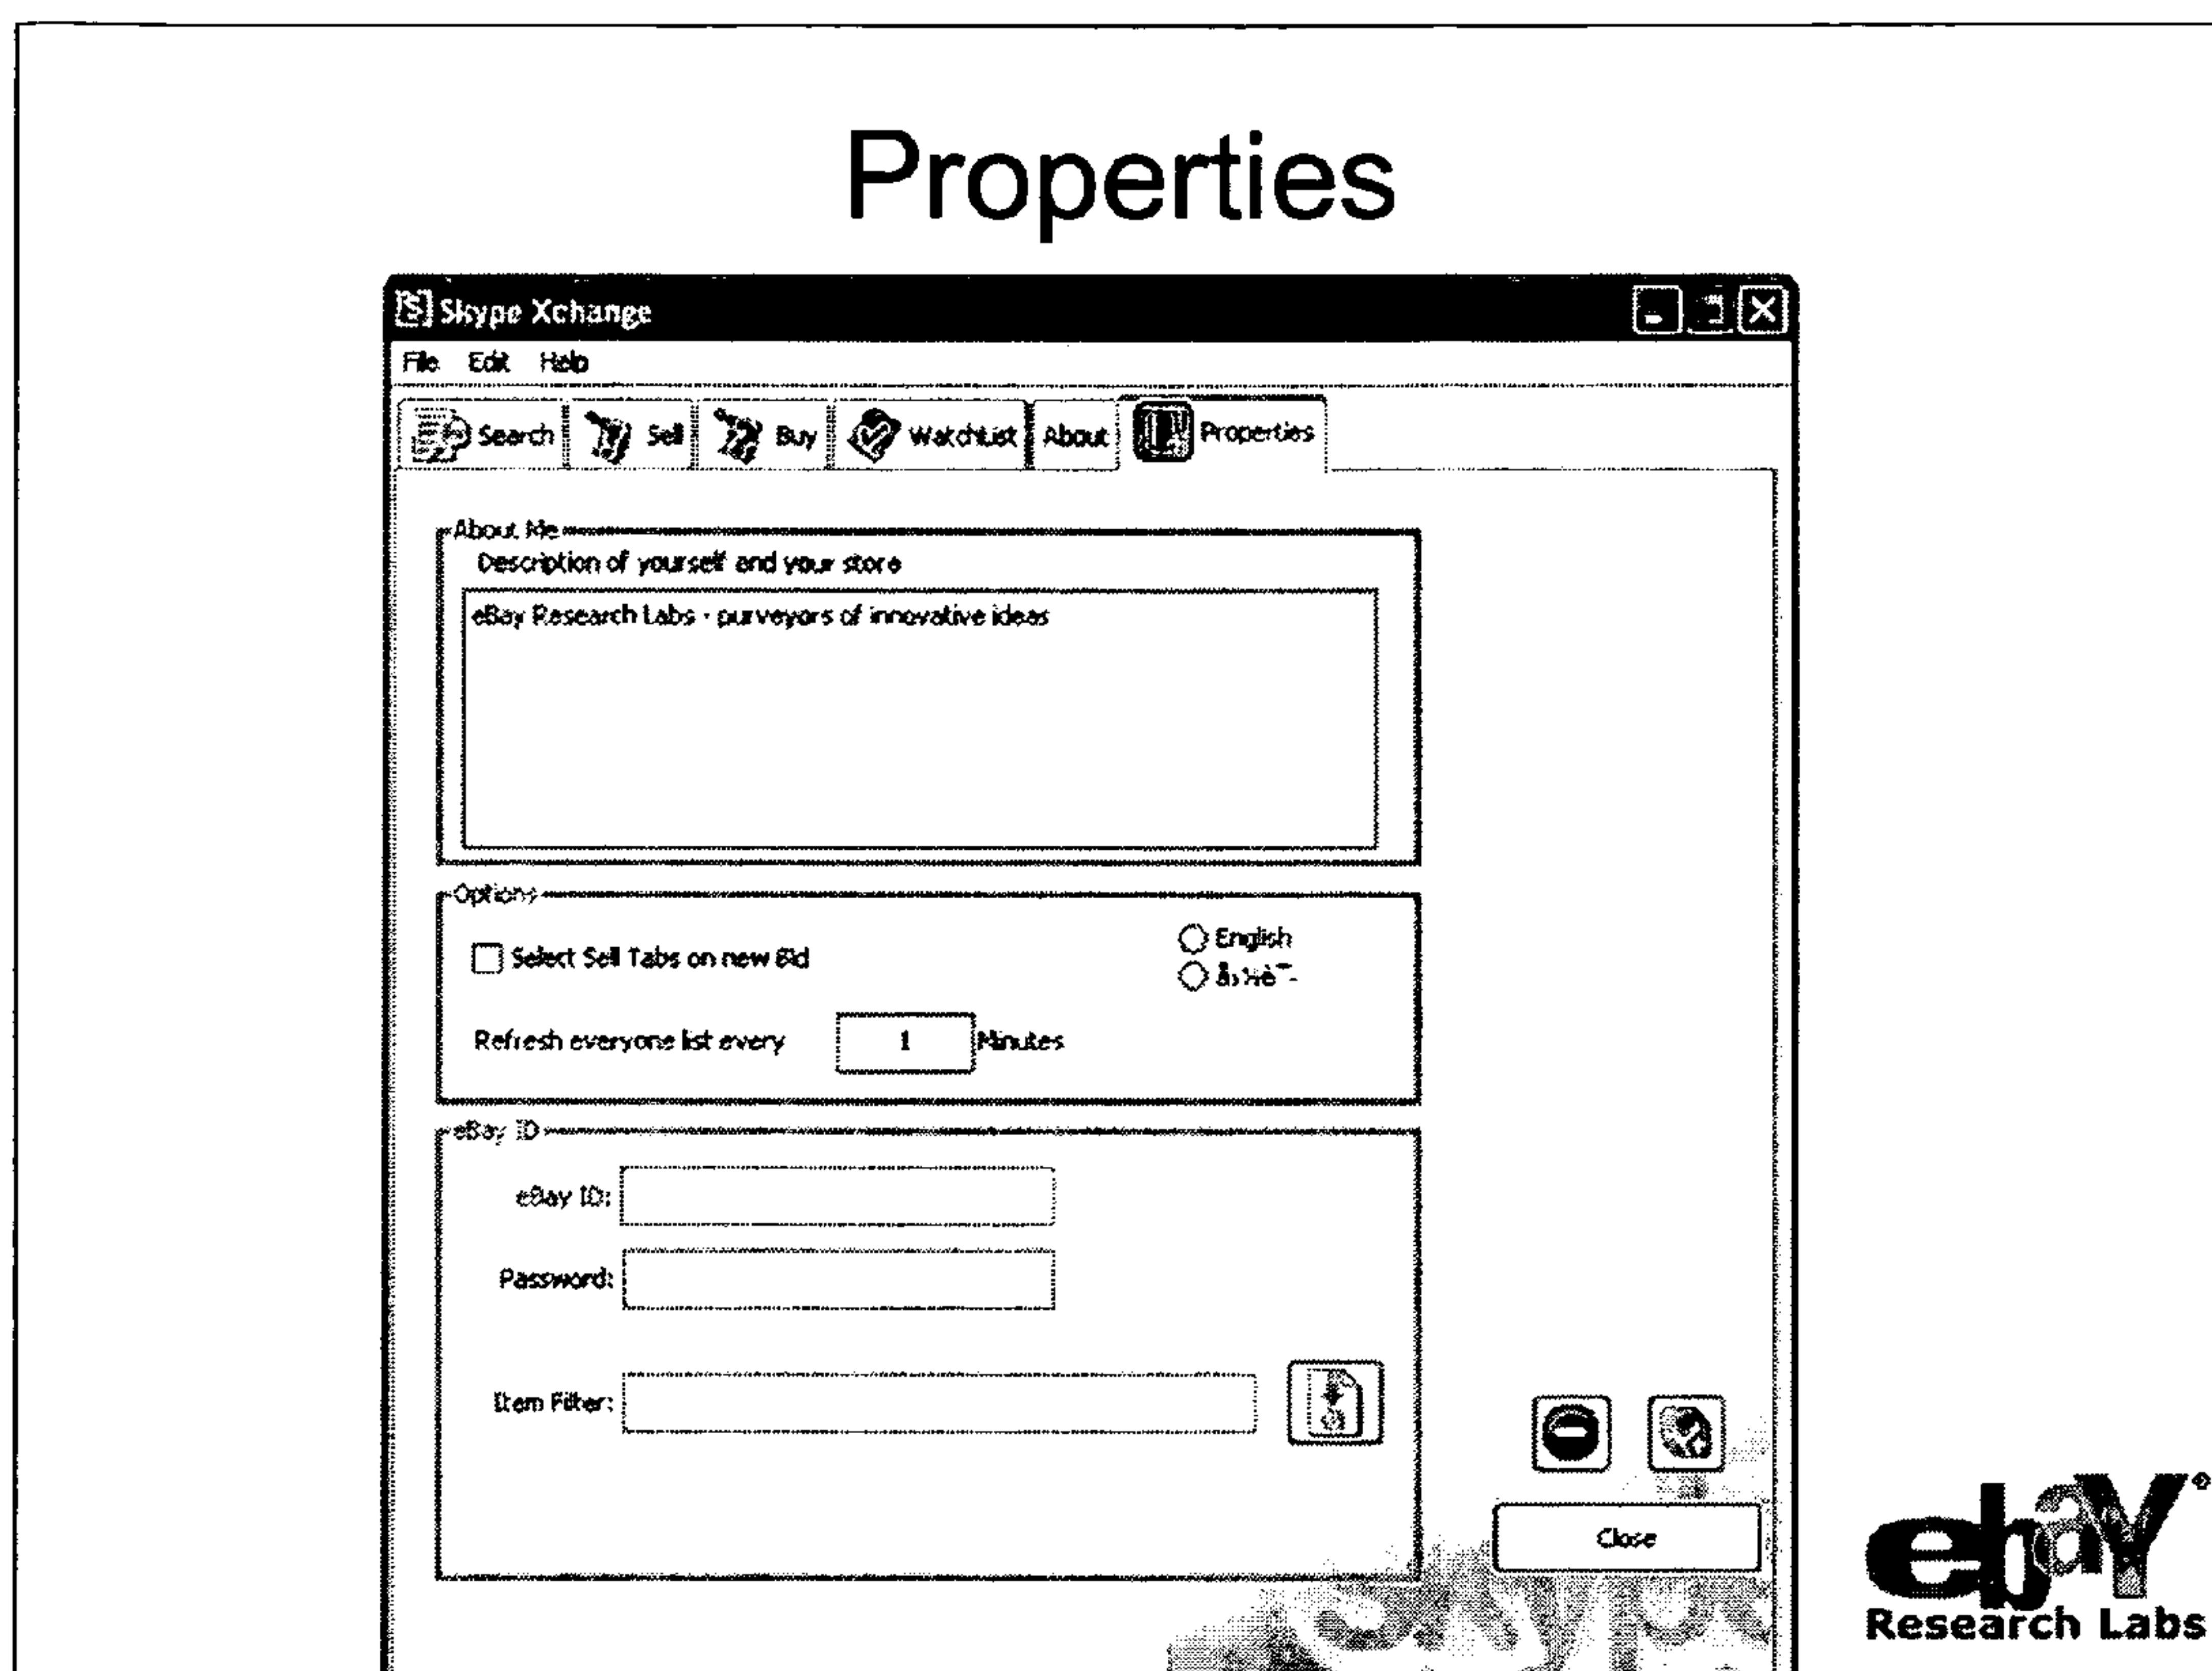 Properties
Skype Xchange
File Edit Help
Search Sell Buy WatchList About Properties
About Me
Description of yourself and your store
eBay Research Labs - purveyors of innovative ideas
Options
Select Sell Tabs on new Bid
English
Refresh everyone list every 1 Minutes
eBay ID
eBay ID:
Password:
Item Filter:
Close
skype
ebay®
Research Labs